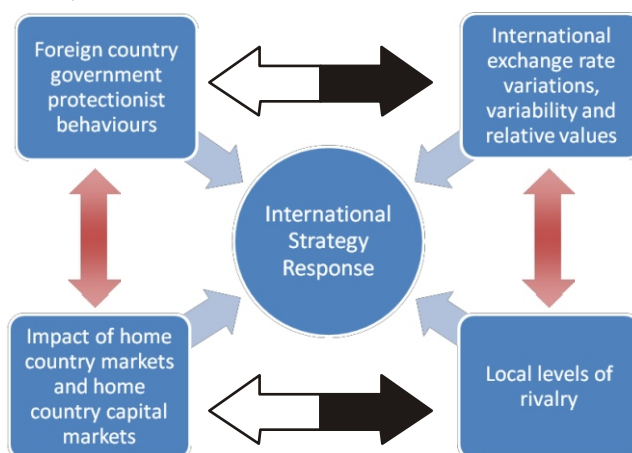 Foreign country
government
protectionist
behaviours
International
exchange rate
variations,
variability and
relative values
International
Strategy
Response
Impact of home
country markets
and home
country capital
markets
Local levels of
rivalry